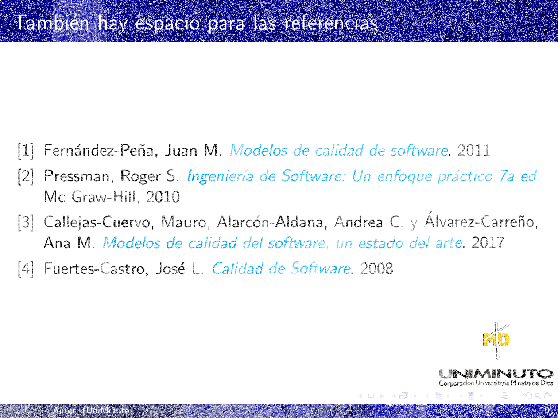 También hay espacio para las referencias
[1] Fernández-Peña, Juan M. Modelos de calidad de software. 2011
[2] Pressman, Roger S. Ingeniería de Software: Un enfoque práctico 7a ed
Mc Graw-Hill, 2010
[3] Callejas-Cuervo, Mauro, Alarcón-Aldana, Andrea C. y Álvarez-Carreño,
Ana M. Modelos de calidad del software, un estado del arte. 2017
[4] Fuertes-Castro, José L. Calidad de Software. 2008
MD
UNIMINUTO
Corporación Universitaria Minuto de Dios